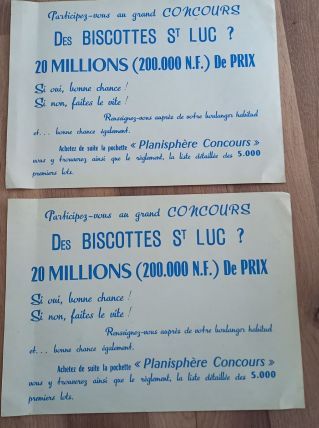 Participez-vous au grand CONCOURS
DES BISCOTTES ST LUC ?
20 MILLIONS (200.000 N.F.) De PRIX
Si oui, bonne chance !
Si non, faites le vite !
Renseignez-vous auprès de votre boulanger habituel
et... bonne chance également.
Achetez de suite la pochette « Planisphère Concours »
vous y trouverez ainsi que le règlement, la liste détaillée des 5.000
premiers lots.
Participez-vous au grand CONCOURS
DES BISCOTTES ST LUC ?
20 MILLIONS (200.000 N.F.) De PRIX
Si oui, bonne chance !
Si non, faites le vite !
Renseignez-vous auprès de votre boulanger habituel
et... bonne chance également.
Achetez de suite la pochette « Planisphère Concours »
vous y trouverez ainsi que le règlement, la liste détaillée des 5.000
premiers lots.